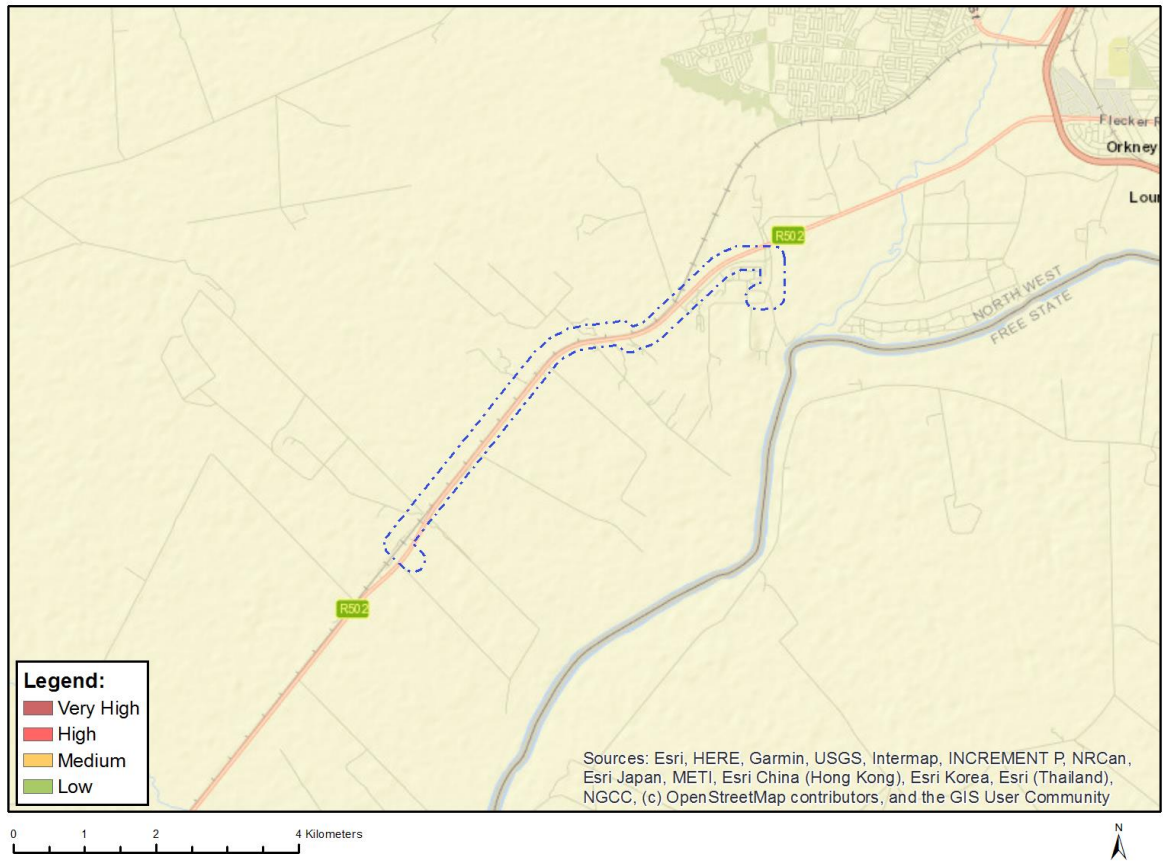 Flecker
Orkney
R502
NORTH WEST
FREE STATE
R502
Legend:
Very High
High
Medium
Low
Sources: Esri, HERE, Garmin, USGS, Intermap, INCREMENT P, NRCan,
Esri Japan, METI, Esri China (Hong Kong), Esri Korea, Esri (Thailand),
NGCC, (c) OpenStreetMap contributors, and the GIS User Community
0 1 2 4 Kilometers
N